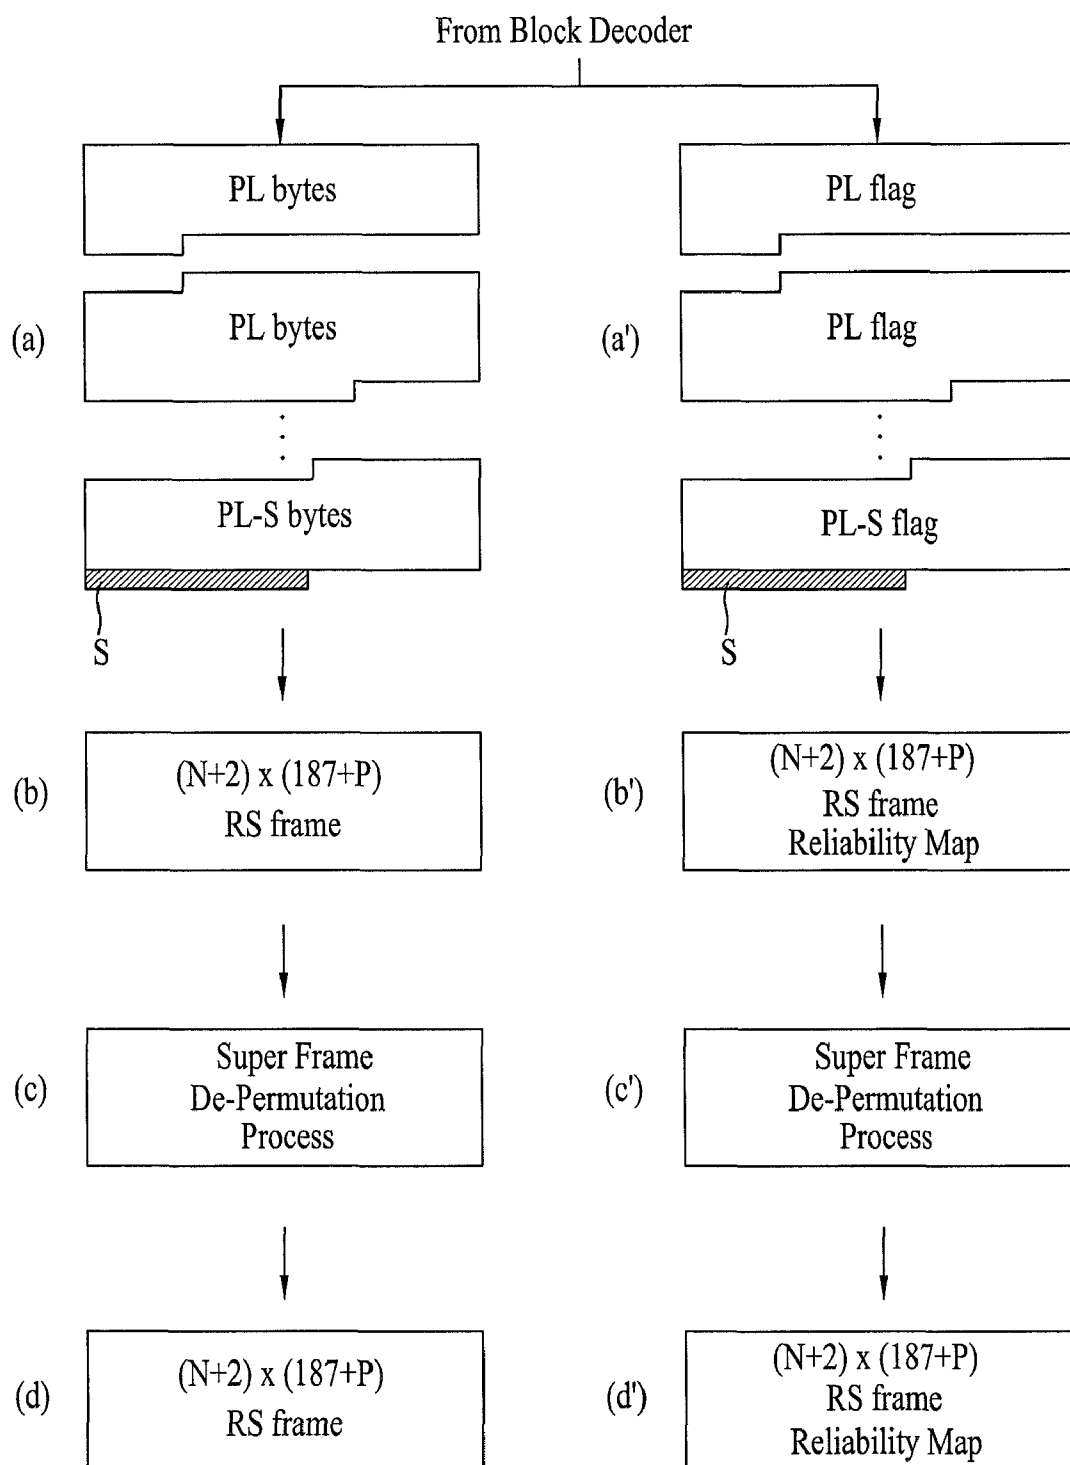 From Block Decoder
PL bytes
PL flag
(a)
PL bytes
(a')
PL flag
PL-S bytes
PL-S flag
S
S
(b)
(N+2) x (187+P)
RS frame
(b')
(N+2) x (187+P)
RS frame
Reliability Map
(c)
Super Frame
De-Permutation
Process
(c')
Super Frame
De-Permutation
Process
(d)
(N+2) x (187+P)
RS frame
(d')
(N+2) x (187+P)
RS frame
Reliability Map